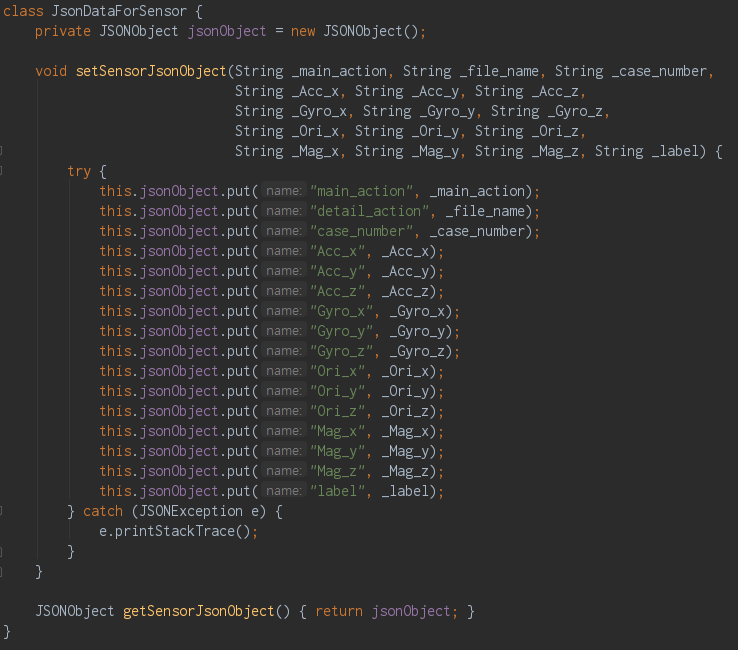 class JsonDataForSensor {
private JSONObject jsonObject = new JSONObject();
void setSensorJsonObject(String _main_action, String _file_name, String _case_number,
String _Acc_x, String _Acc_y, String _Acc_z,
String _Gyro_x, String _Gyro_y, String _Gyro_z,
String _Ori_x, String _Ori_y, String _Ori_z,
String _Mag_x, String _Mag_y, String _Mag_z, String _label) {
try {
this.jsonObject.put( name: "main_action", _main_action);
this.jsonObject.put( name: "detail_action", _file_name);
this.jsonObject.put( name: "case_number", _case_number);
this.jsonObject.put( name: "Acc_x", _Acc_x);
this.jsonObject.put( name: "Acc_y", _Acc_y);
this.jsonObject.put( name: "Acc_z", _Acc_z);
this.jsonObject.put( name: "Gyro_x", _Gyro_x);
this.jsonObject.put( name: "Gyro_y", _Gyro_y);
this.jsonObject.put( name: "Gyro_z", _Gyro_z);
this.jsonObject.put( name: "Ori_x", _Ori_x);
this.jsonObject.put( name: "Ori_y", _Ori_y);
this.jsonObject.put( name: "Ori_z", _Ori_z);
this.jsonObject.put( name: "Mag_x", _Mag_x);
this.jsonObject.put( name: "Mag_y", _Mag_y);
this.jsonObject.put( name: "Mag_z", _Mag_z);
this.jsonObject.put( name: "label", _label);
} catch (JSONException e) {
e.printStackTrace();
}
}
JSONObject getSensorJsonObject() { return jsonObject; }
}